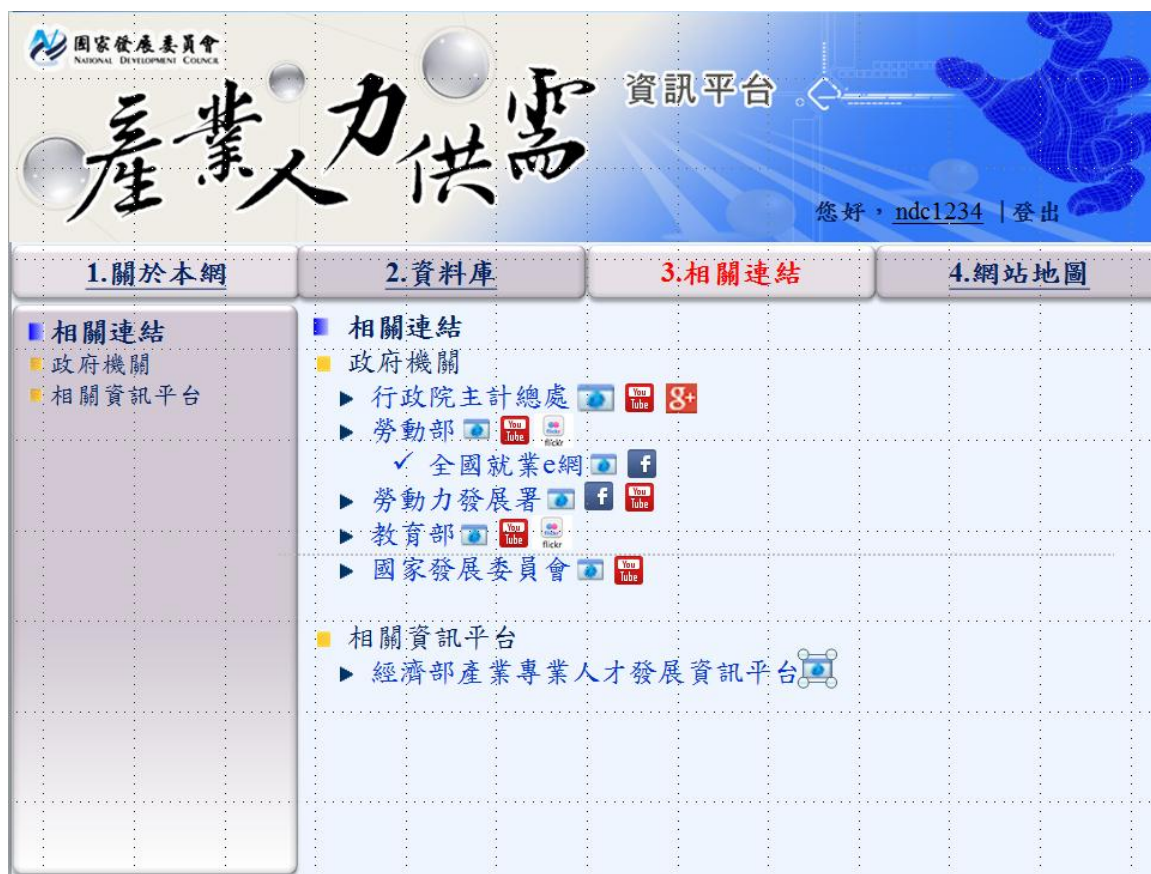 國家發展委員會
NATIONAL DEVELOPMENT COUNCIL
產業人力供需
資訊平台
您好，ndc1234 |登出
1.關於本網
2.資料庫
3.相關連結
4.網站地圖
相關連結
政府機關
相關資訊平台
相關連結
政府機關
行政院主計總處 You Tube 8+
勞動部 You Tube flickr
✓ 全國就業e網 f
勞動力發展署 f You Tube
教育部 You Tube flickr
國家發展委員會 You Tube
相關資訊平台
經濟部產業專業人才發展資訊平台